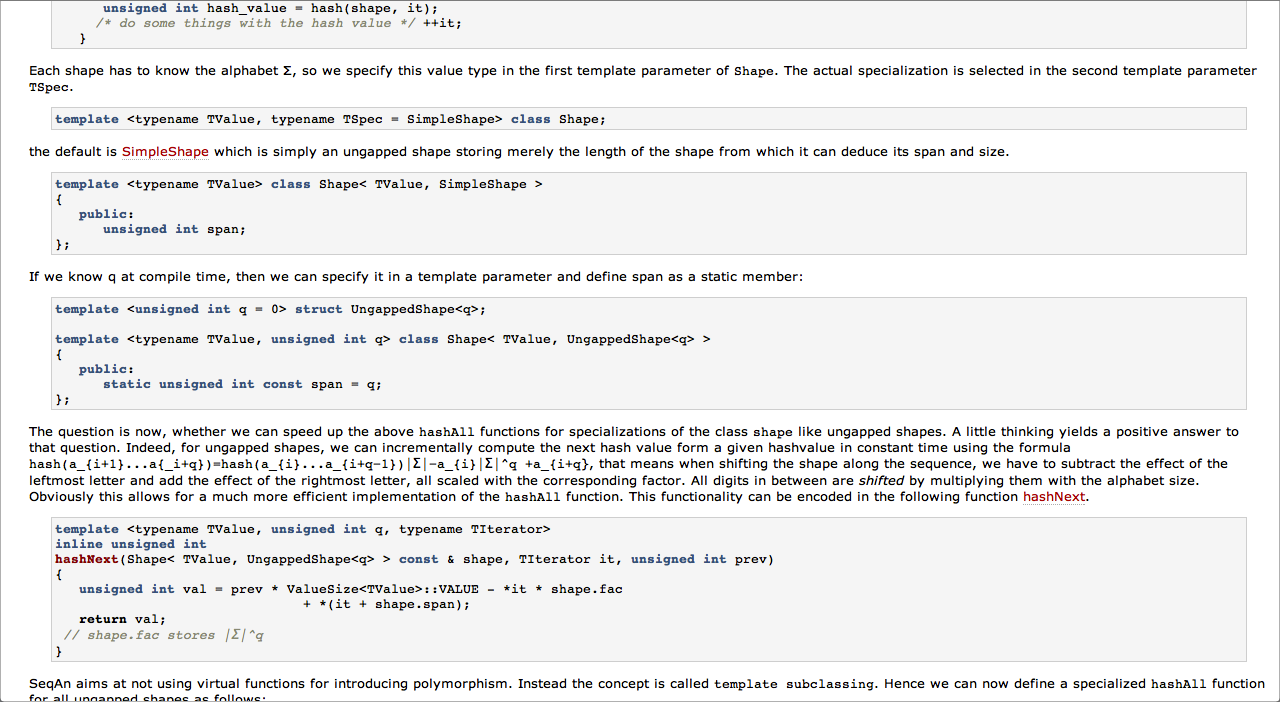 unsigned int hash_value = hash(shape, it);
/* do some things with the hash value */ ++it;
}
Each shape has to know the alphabet Σ, so we specify this value type in the first template parameter of Shape. The actual specialization is selected in the second template parameter
TSpec.
template <typename TValue, typename TSpec = SimpleShape> class Shape;
the default is SimpleShape which is simply an ungapped shape storing merely the length of the shape from which it can deduce its span and size.
template <typename TValue> class Shape< TValue, SimpleShape >
{
public:
unsigned int span;
};
If we know q at compile time, then we can specify it in a template parameter and define span as a static member:
template <unsigned int q = 0> struct UngappedShape<q>;
template <typename TValue, unsigned int q> class Shape< TValue, UngappedShape<q> >
{
public:
static unsigned int const span = q;
};
The question is now, whether we can speed up the above hashAll functions for specializations of the class shape like ungapped shapes. A little thinking yields a positive answer to
that question. Indeed, for ungapped shapes, we can incrementally compute the next hash value form a given hashvalue in constant time using the formula
hash(a_{i+1}...a{_i+q})=hash(a_{i}...a_{i+q−1})|Σ|−a_{i}|Σ|^q +a_{i+q}, that means when shifting the shape along the sequence, we have to subtract the effect of the
leftmost letter and add the effect of the rightmost letter, all scaled with the corresponding factor. All digits in between are shifted by multiplying them with the alphabet size.
Obviously this allows for a much more efficient implementation of the hashAll function. This functionality can be encoded in the following function hashNext.
template <typename TValue, unsigned int q, typename TIterator>
inline unsigned int
hashNext(Shape< TValue, UngappedShape<q> > const & shape, TIterator it, unsigned int prev)
{
unsigned int val = prev * ValueSize<TValue>::VALUE - *it * shape.fac
+ *(it + shape.span);
return val;
// shape.fac stores |Σ|^q
}
SeqAn aims at not using virtual functions for introducing polymorphism. Instead the concept is called template subclassing. Hence we can now define a specialized hashAll function
for all ungapped shapes as follows: